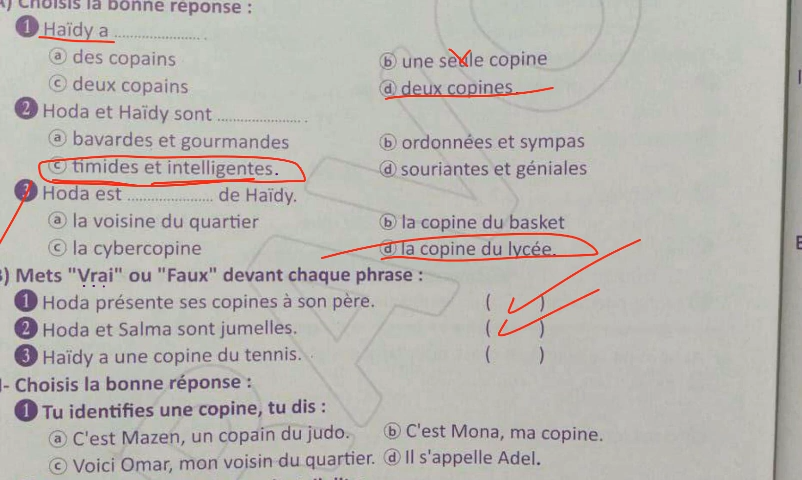 A) Choisis la bonne réponse :
1 Haïdy a ..................... .
a des copains b une seule copine
c deux copains d deux copines.
2 Hoda et Haïdy sont ..................... .
a bavardes et gourmandes b ordonnées et sympas
c timides et intelligentes. d souriantes et géniales
3 Hoda est ..................... de Haïdy.
a la voisine du quartier b la copine du basket
c la cybercopine d la copine du lycée.
B) Mets "Vrai" ou "Faux" devant chaque phrase :
1 Hoda présente ses copines à son père. ( )
2 Hoda et Salma sont jumelles. ( )
3 Haïdy a une copine du tennis. ( )
- Choisis la bonne réponse :
1 Tu identifies une copine, tu dis :
a C'est Mazen, un copain du judo. b C'est Mona, ma copine.
c Voici Omar, mon voisin du quartier. d Il s'appelle Adel.